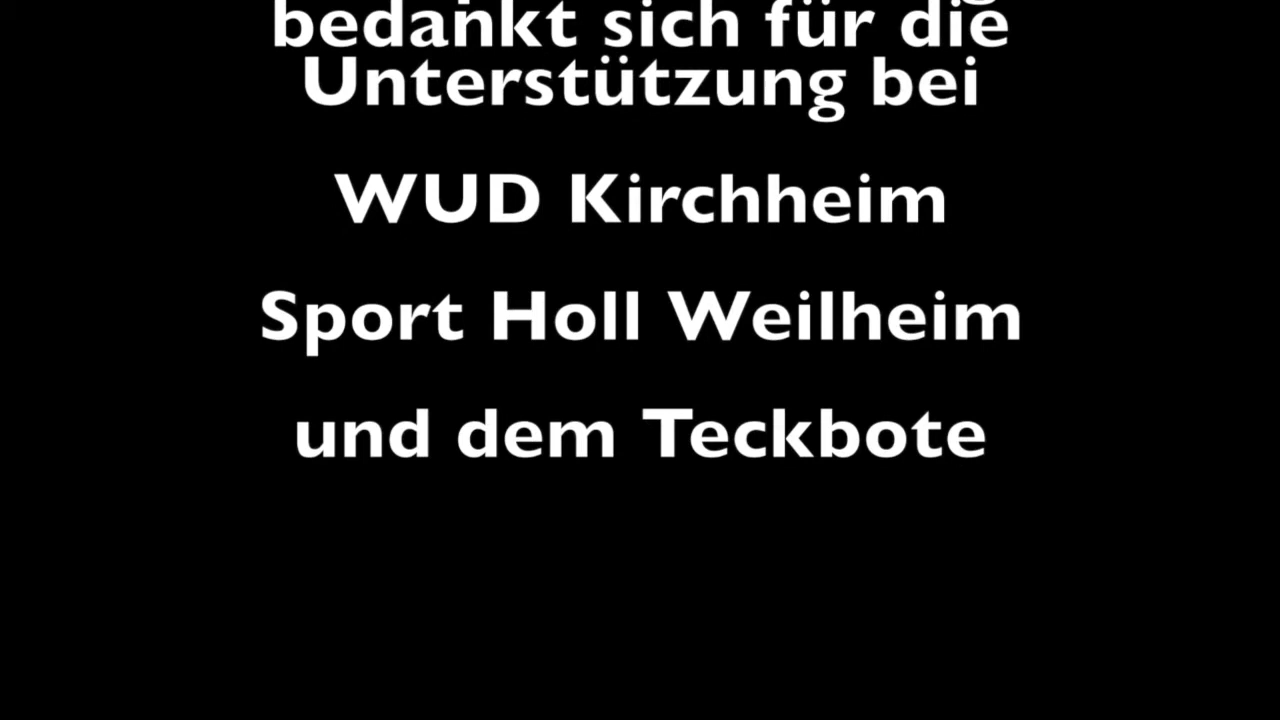 bedankt sich für die
Unterstützung bei
WUD Kirchheim
Sport Holl Weilheim
und dem Teckbote